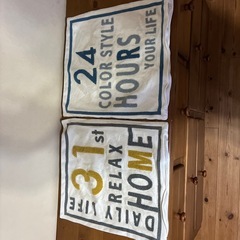 24
COLOR STYLE
HOURS
YOUR LIFE
31st
RELAX
HOME
DAILY LIFE